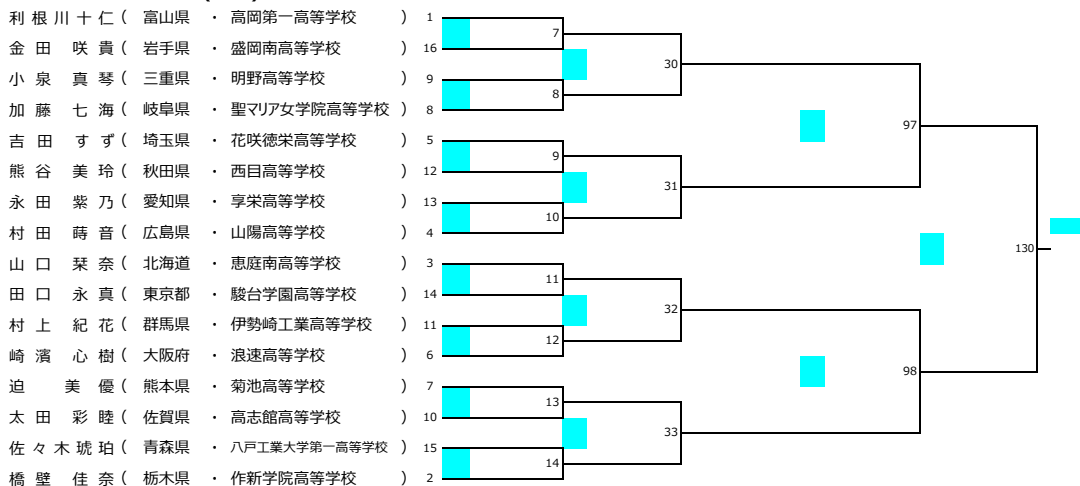 利根川十仁（ 富山県 ・ 高岡第一高等学校 ） 1
金田 咲貴（ 岩手県 ・ 盛岡南高等学校 ） 16
小泉 真琴（ 三重県 ・ 明野高等学校 ） 9
加藤 七海（ 岐阜県 ・ 聖マリア女学院高等学校 ） 8
吉田 すず（ 埼玉県 ・ 花咲徳栄高等学校 ） 5
熊谷 美玲（ 秋田県 ・ 西目高等学校 ） 12
永田 紫乃（ 愛知県 ・ 享栄高等学校 ） 13
村田 蒔音（ 広島県 ・ 山陽高等学校 ） 4
山口 栞奈（ 北海道 ・ 恵庭南高等学校 ） 3
田口 永真（ 東京都 ・ 駿台学園高等学校 ） 14
村上 紀花（ 群馬県 ・ 伊勢崎工業高等学校 ） 11
崎濱 心樹（ 大阪府 ・ 浪速高等学校 ） 6
迫 美優（ 熊本県 ・ 菊池高等学校 ） 7
太田 彩睦（ 佐賀県 ・ 高志館高等学校 ） 10
佐々木琥珀（ 青森県 ・ 八戸工業大学第一高等学校 ） 15
橋壁 佳奈（ 栃木県 ・ 作新学院高等学校 ） 2
7
8
9
10
11
12
13
14
30
31
32
33
97
98
130